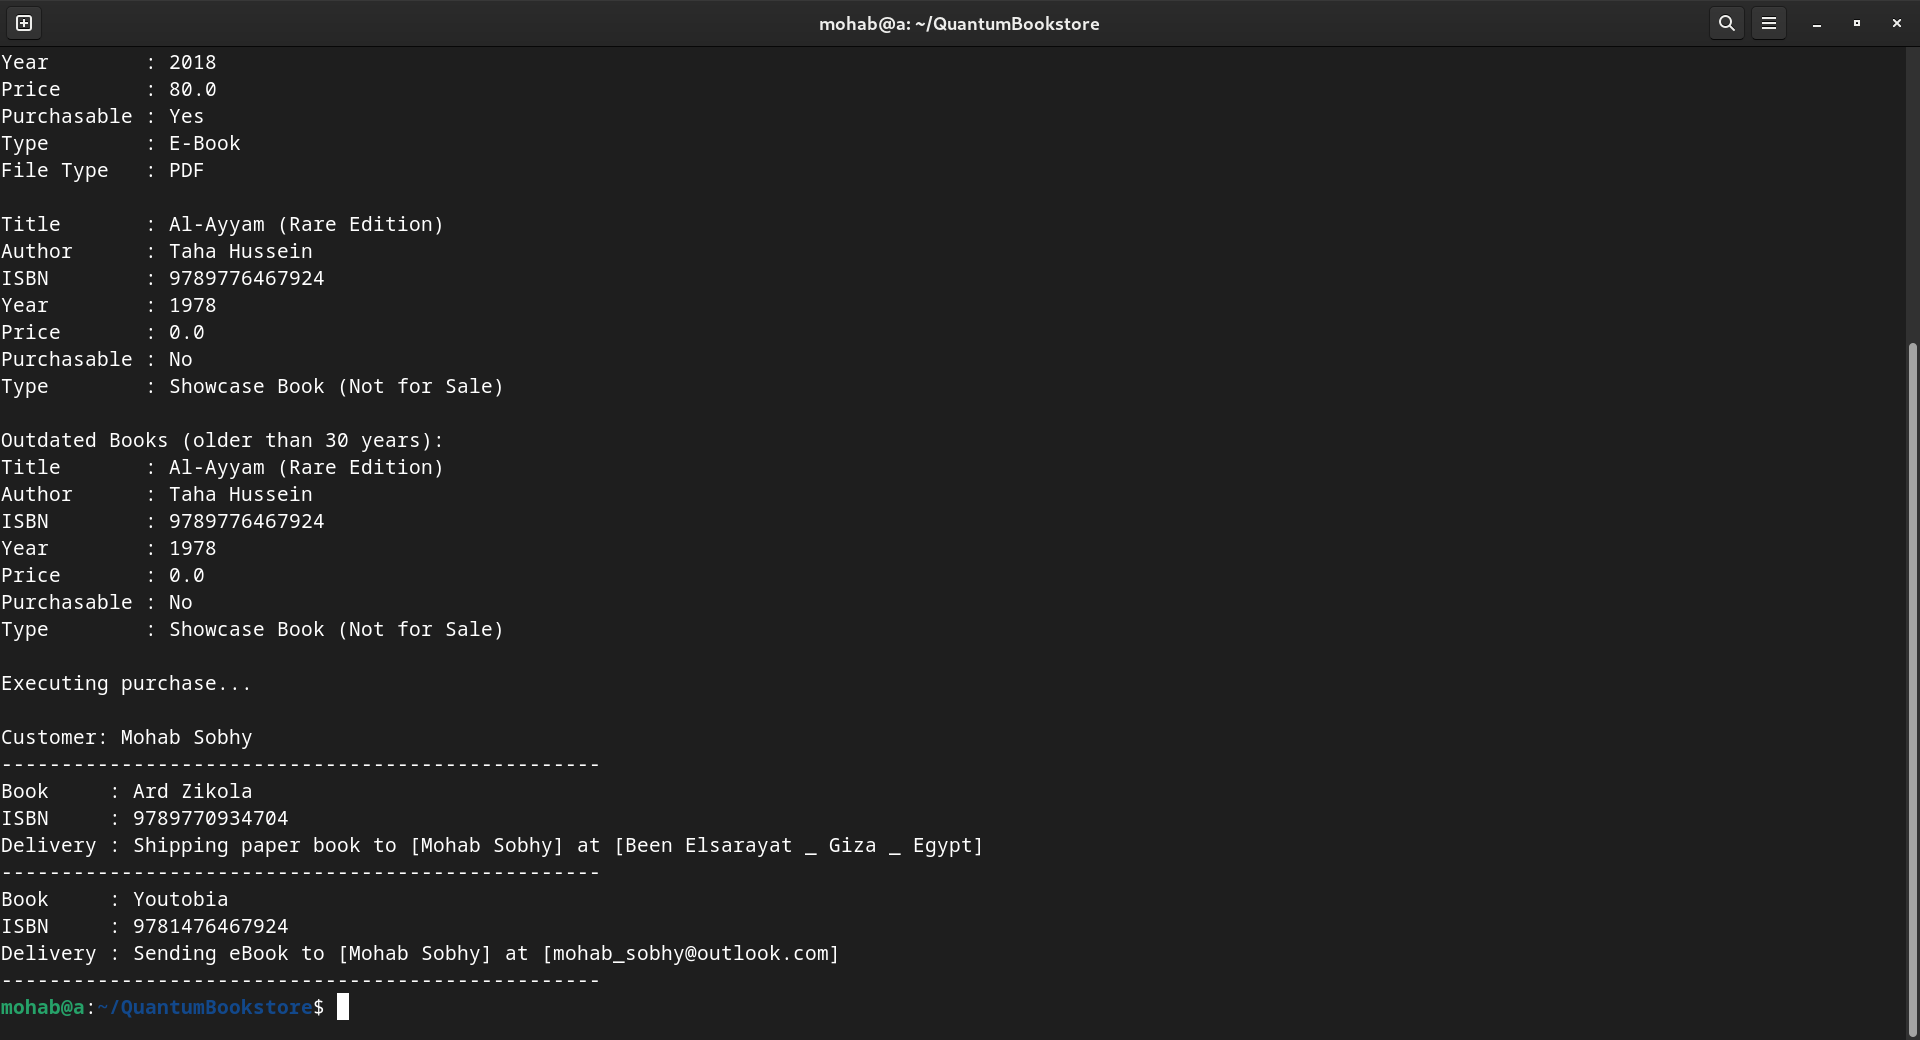 mohab@a: ~/QuantumBookstore
Year        : 2018
Price       : 80.0
Purchasable : Yes
Type        : E-Book
File Type   : PDF

Title       : Al-Ayyam (Rare Edition)
Author      : Taha Hussein
ISBN        : 9789776467924
Year        : 1978
Price       : 0.0
Purchasable : No
Type        : Showcase Book (Not for Sale)

Outdated Books (older than 30 years):
Title       : Al-Ayyam (Rare Edition)
Author      : Taha Hussein
ISBN        : 9789776467924
Year        : 1978
Price       : 0.0
Purchasable : No
Type        : Showcase Book (Not for Sale)

Executing purchase...

Customer: Mohab Sobhy
--------------------------------------------------
Book     : Ard Zikola
ISBN     : 9789770934704
Delivery : Shipping paper book to [Mohab Sobhy] at [Been Elsarayat _ Giza _ Egypt]
--------------------------------------------------
Book     : Youtobia
ISBN     : 9781476467924
Delivery : Sending eBook to [Mohab Sobhy] at [mohab_sobhy@outlook.com]
--------------------------------------------------
mohab@a:~/QuantumBookstore$